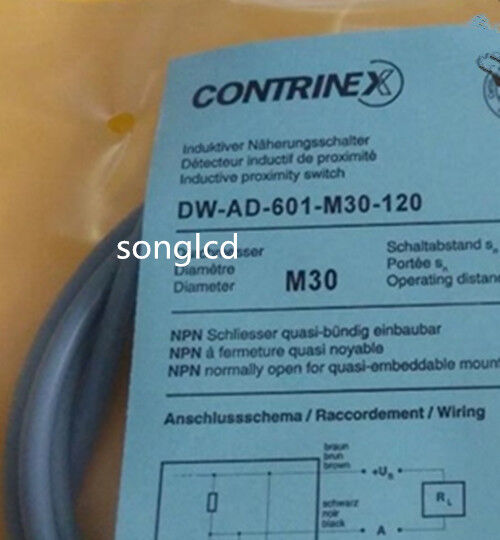 CONTRINEX
Induktiver Näherungsschalter
Détecteur inductif de proximité
Inductive proximity switch
DW-AD-601-M30-120
songlcd
Diamètre
Diameter
M30
Schaltabstand sn
Portée sn
Operating
NPN Schliesser quasi-bündig einbaubar
NPN à fermeture quasi noyable
NPN normally open for quasi-embeddable
Anschlussschema / Raccordement / Wiring
braun
brun
brown
+Us
schwarz
noir
black
A
RL